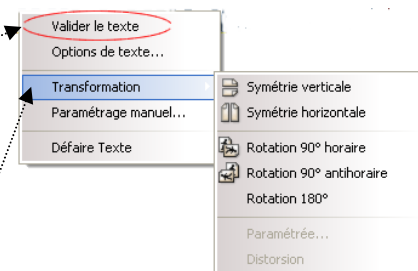 Valider le texte
Options de texte...
Transformation
Paramétrage manuel...
Défaire Texte
Symétrie verticale
Symétrie horizontale
Rotation 90° horaire
Rotation 90° antihoraire
Rotation 180°
Paramétrée...
Distorsion